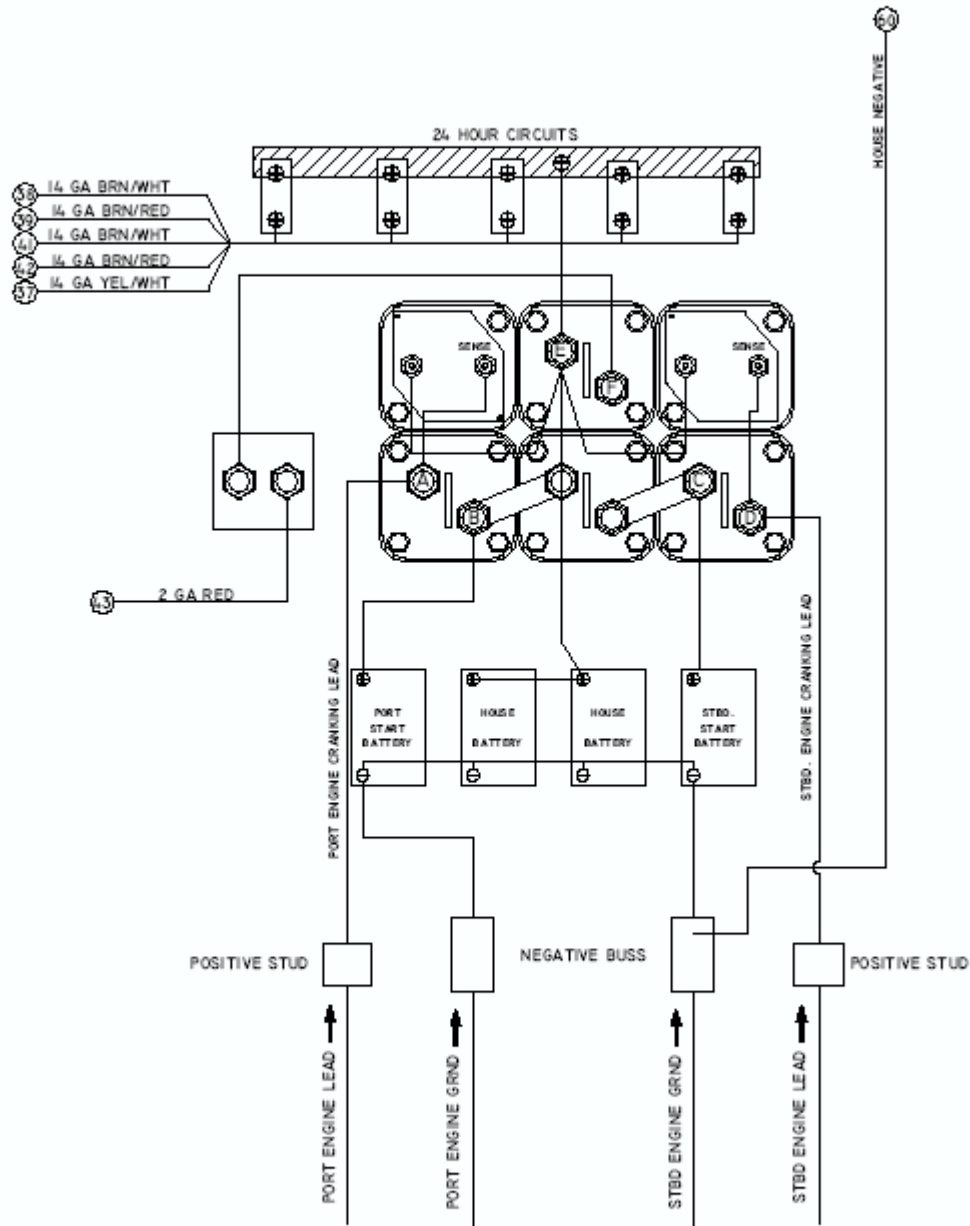 60
HOUSE NEGATIVE
24 HOUR CIRCUITS
38 14 GA BRN/WHT
39 14 GA BRN/RED
41 14 GA BRN/WHT
42 14 GA BRN/RED
37 14 GA YEL/WHT
SENSE
E
F
SENSE
A
B
C
D
43 2 GA RED
PORT ENGINE CRANKING LEAD
STBD. ENGINE CRANKING LEAD
PORT
START
BATTERY
HOUSE
BATTERY
HOUSE
BATTERY
STBD.
START
BATTERY
POSITIVE STUD
NEGATIVE BUSS
POSITIVE STUD
PORT ENGINE LEAD
PORT ENGINE GRND
STBD ENGINE GRND
STBD ENGINE LEAD